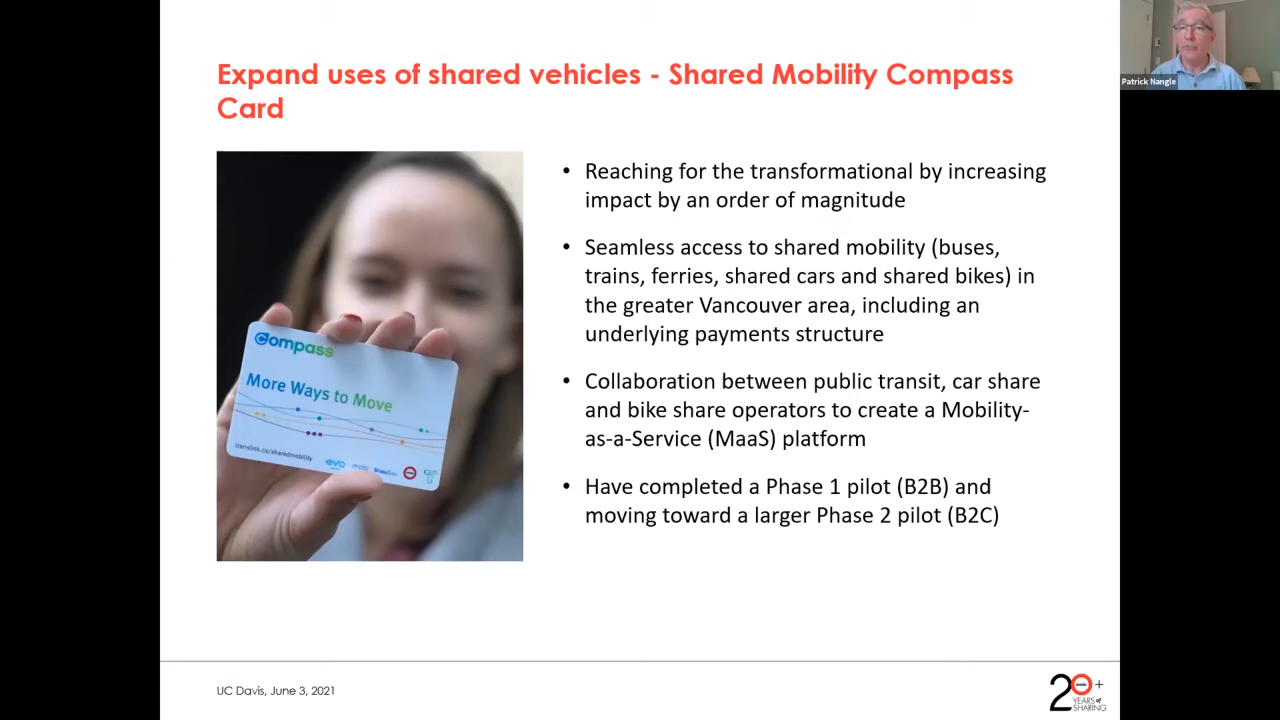 Expand uses of shared vehicles - Shared Mobility Compass
Card
Patrick Nangle
• Reaching for the transformational by increasing
impact by an order of magnitude
• Seamless access to shared mobility (buses,
trains, ferries, shared cars and shared bikes) in
the greater Vancouver area, including an
underlying payments structure
• Collaboration between public transit, car share
and bike share operators to create a Mobility-
as-a-Service (MaaS) platform
• Have completed a Phase 1 pilot (B2B) and
moving toward a larger Phase 2 pilot (B2C)
Compass
More Ways to Move
translink.ca/sharedmobility
evo mobi
UC Davis, June 3, 2021
20+
YEARS of
SHARING